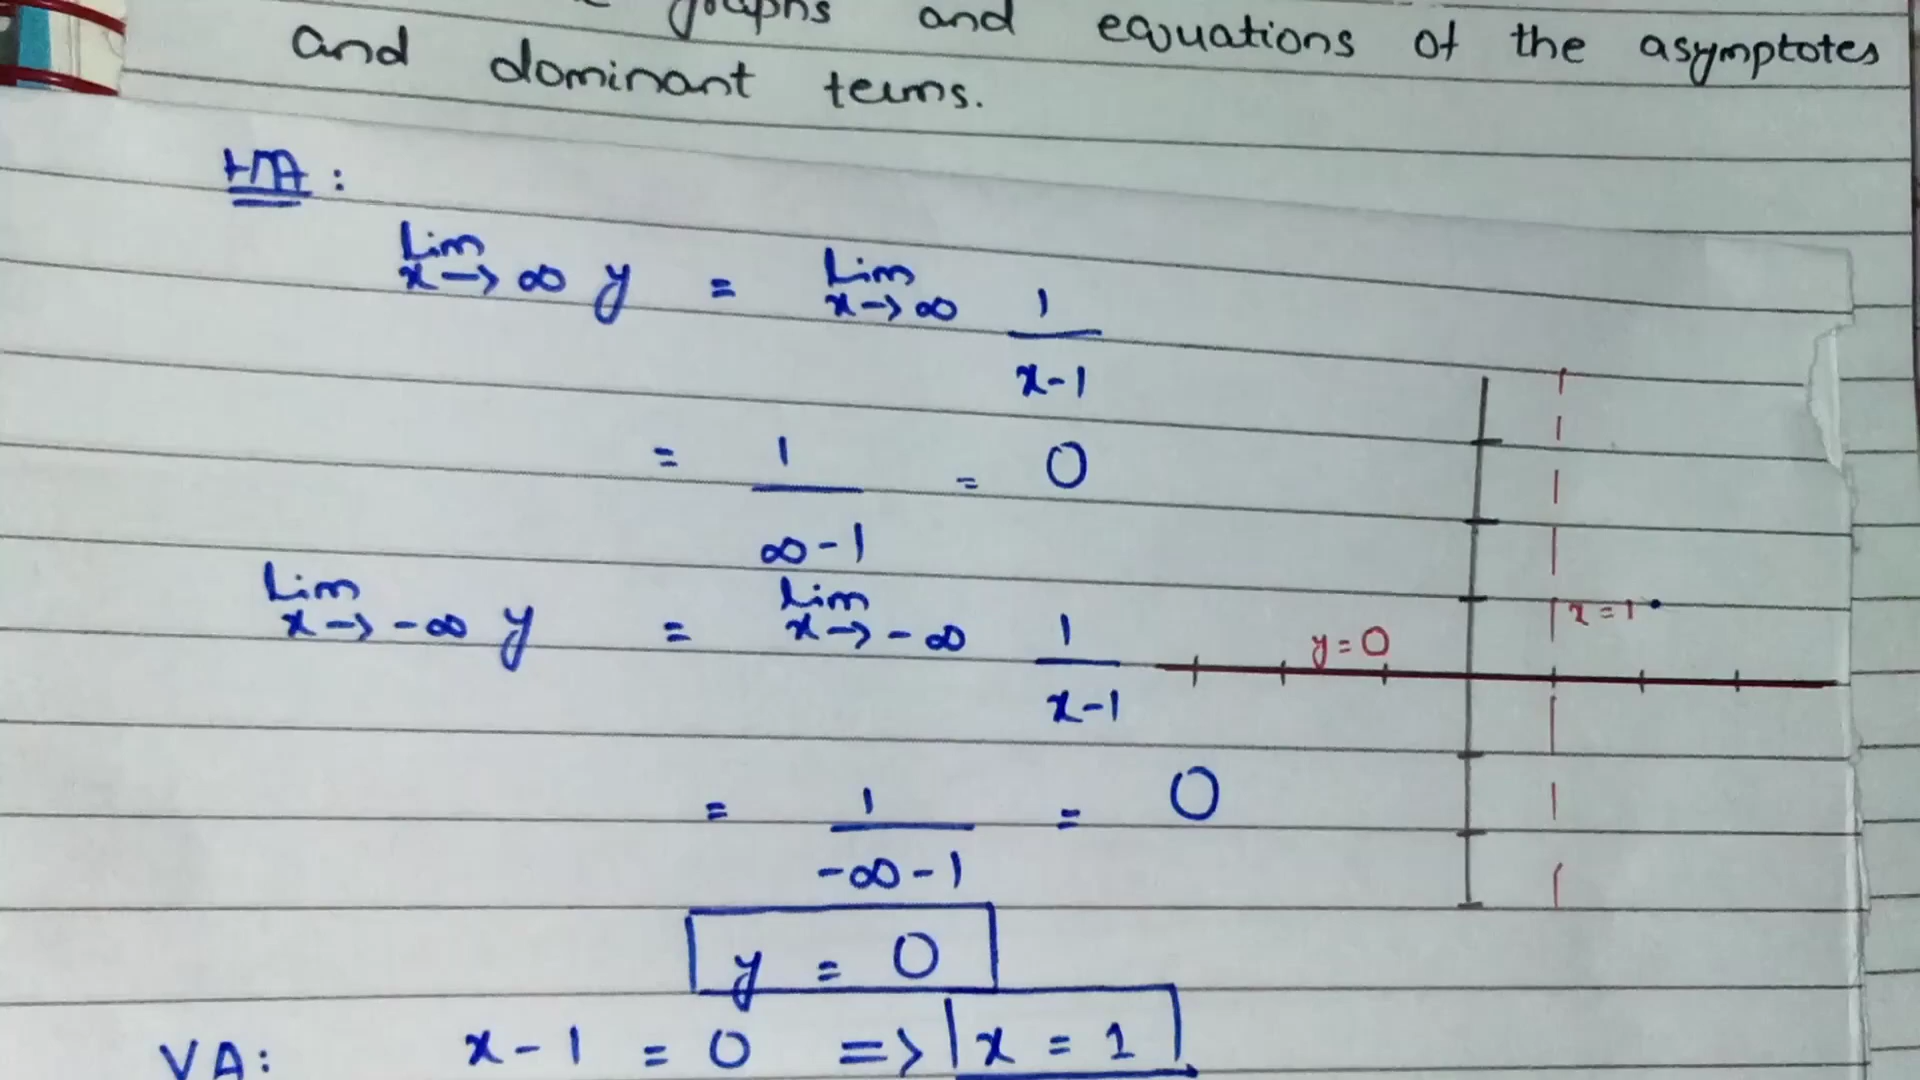 graphs and equations of the asymptotes
and dominant terms.
HA :
Lim x→∞ y = Lim x→∞ 1/(x-1)
= 1/(∞-1) = 0
Lim x→-∞ y = Lim x→-∞ 1/(x-1)
= 1/(-∞-1) = 0
y = 0
VA: x-1 = 0 => x = 1
y=0
x=1